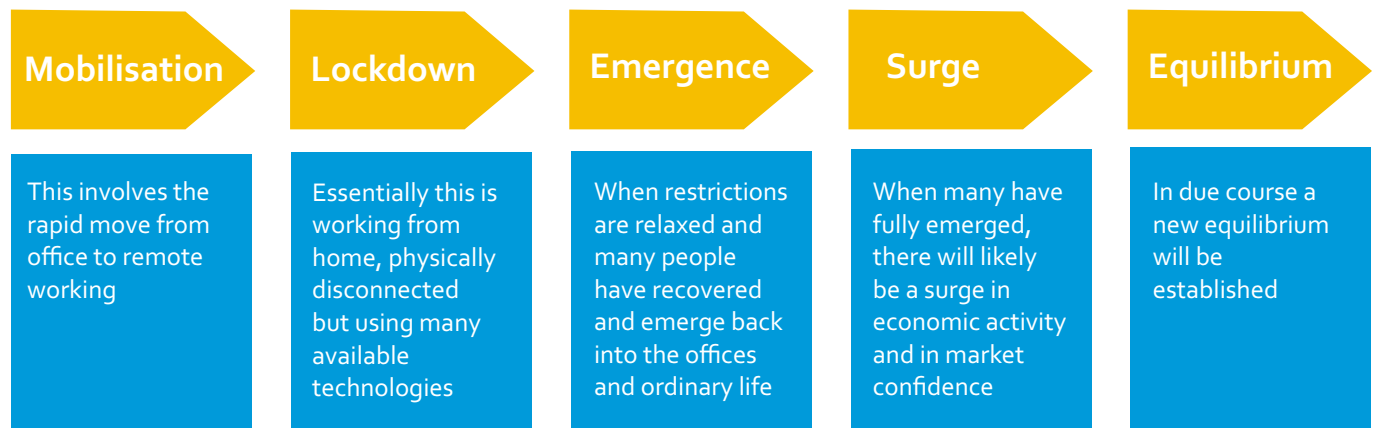 Mobilisation
Lockdown
Emergence
Surge
Equilibrium
This involves the
rapid move from
office to remote
working
Essentially this is
working from
home, physically
disconnected
but using many
available
technologies
When restrictions
are relaxed and
many people
have recovered
and emerge back
into the offices
and ordinary life
When many have
fully emerged,
there will likely
be a surge in
economic activity
and in market
confidence
In due course a
new equilibrium
will be
established